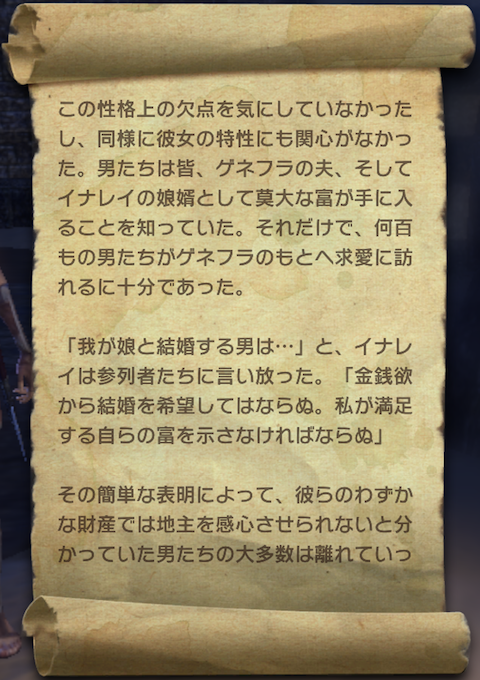 この性格上の欠点を気にしていなかった
し、同様に彼女の特性にも関心がなかっ
た。男たちは皆、ゲネフラの夫、そして
イナレイの娘婿として莫大な富が手に入
ることを知っていた。それだけで、何百
もの男たちがゲネフラのもとへ求愛に訪
れるに十分であった。
「我が娘と結婚する男は…」と、イナレ
イは参列者たちに言い放った。「金銭欲
から結婚を希望してはならぬ。私が満足
する自らの富を示さなければならぬ」
その簡単な表明によって、彼らのわずか
な財産では地主を感心させられないと分
かっていた男たちの大多数は離れていっ